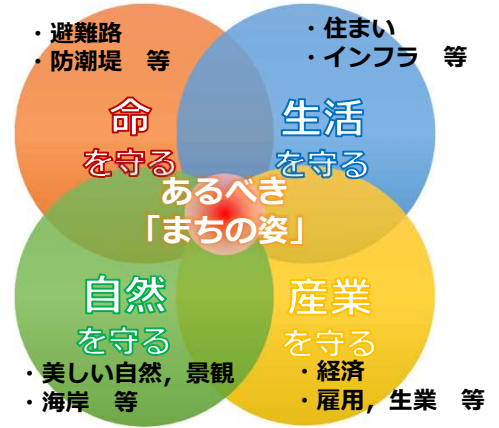 ・避難路
・防潮堤　等
命
を守る
・住まい
・インフラ　等
生活
を守る
あるべき
「まちの姿」
自然
を守る
・美しい自然，景観
・海岸　等
産業
を守る
・経済
・雇用，生業　等